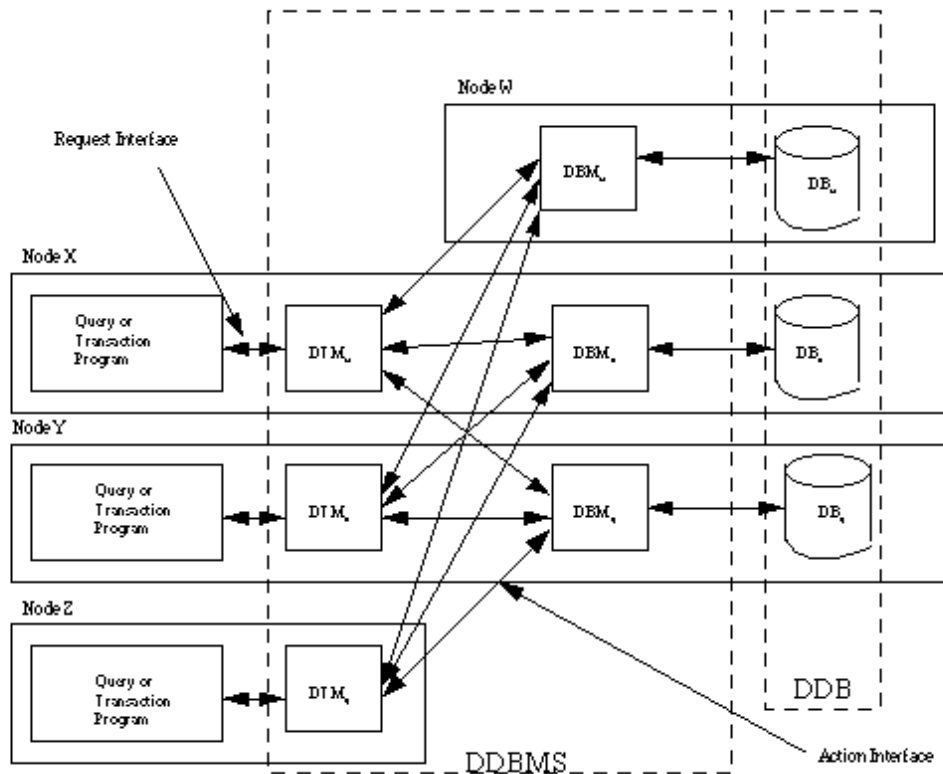 Node W
Request Interface
DBM
DB
Node X
Query or
Transaction
Program
DTM
DBM
DB
Node Y
Query or
Transaction
Program
DTM
DBM
DB
Node Z
Query or
Transaction
Program
DTM
DDB
DDBMS
Action Interface